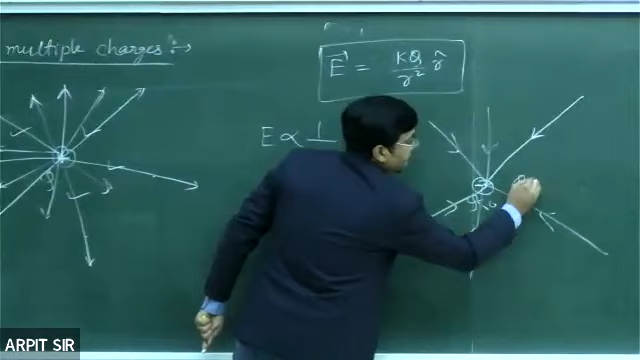 multiple charges :→
E⃗ = KQ/r² r̂
E ∝ 1
ARPIT SIR